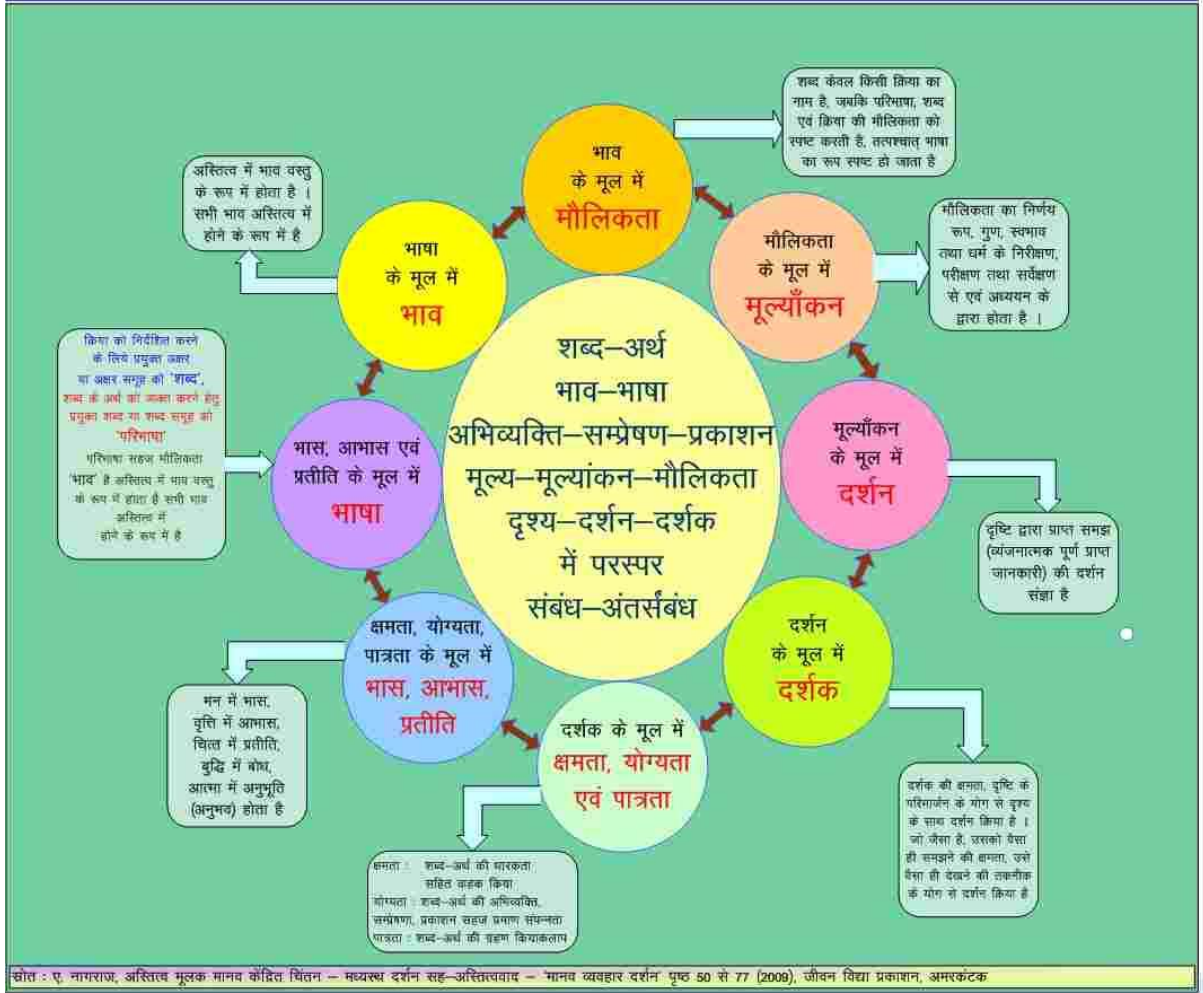 शब्द केवल किसी क्रिया का
नाम है, जबकि परिभाषा, शब्द
एवं क्रिया की मौलिकता को
स्पष्ट करती है, तत्पश्चात् भाषा
का रूप स्पष्ट हो जाता है
भाव
के मूल में
मौलिकता
अस्तित्व में भाव वस्तु
के रूप में होता है ।
सभी भाव अस्तित्व में
होने के रूप में है
भाषा
के मूल में
भाव
मौलिकता
के मूल में
मूल्याँकन
मौलिकता का निर्णय
रूप, गुण, स्वभाव
तथा धर्म के निरीक्षण,
परीक्षण तथा सर्वेक्षण
से एवं अध्ययन के
द्वारा होता है ।
शब्द–अर्थ
भाव–भाषा
अभिव्यक्ति–सम्प्रेषण–प्रकाशन
मूल्य–मूल्यांकन–मौलिकता
दृश्य–दर्शन–दर्शक
में परस्पर
संबंध–अंतर्संबंध
क्रिया को निर्देशित करने
के लिये प्रयुक्त अक्षर
या अक्षर समूह को 'शब्द',
शब्द के अर्थ को व्यक्त करने हेतु
प्रयुक्त शब्द या शब्द समूह को
'परिभाषा'
परिभाषा सहज मौलिकता
'भाव' है अस्तित्व में भाव वस्तु
के रूप में होता है सभी भाव
अस्तित्व में
होने के रूप में है
भास, आभास एवं
प्रतीति के मूल में
भाषा
मूल्याँकन
के मूल में
दर्शन
दृष्टि द्वारा प्राप्त समझ
(व्यंजनात्मक पूर्ण प्राप्त
जानकारी) की दर्शन
संज्ञा है
क्षमता, योग्यता,
पात्रता के मूल में
भास, आभास,
प्रतीति
दर्शन
के मूल में
दर्शक
मन में भास,
वृत्ति में आभास,
चित्त में प्रतीति,
बुद्धि में बोध,
आत्मा में अनुभूति
(अनुभव) होता है
दर्शक के मूल में
क्षमता, योग्यता
एवं पात्रता
दर्शक की क्षमता, दृष्टि के
परिमार्जन के योग से दृश्य
के साथ दर्शन क्रिया है ।
जो जैसा है, उसको वैसा
ही समझने की क्षमता, उसे
वैसा ही देखने की तकनीक
के योग से दर्शन क्रिया है
क्षमता : शब्द–अर्थ की धारकता
सहित वहक क्रिया
योग्यता : शब्द–अर्थ की अभिव्यक्ति,
सम्प्रेषणा, प्रकाशन सहज प्रमाण संपन्नता
पात्रता : शब्द–अर्थ की ग्रहण क्रियाकलाप
स्रोत : ए. नागराज, अस्तित्व मूलक मानव केंद्रित चिंतन – मध्यस्थ दर्शन सह–अस्तित्ववाद – 'मानव व्यवहार दर्शन' पृष्ठ 50 से 77 (2009), जीवन विद्या प्रकाशन, अमरकंटक